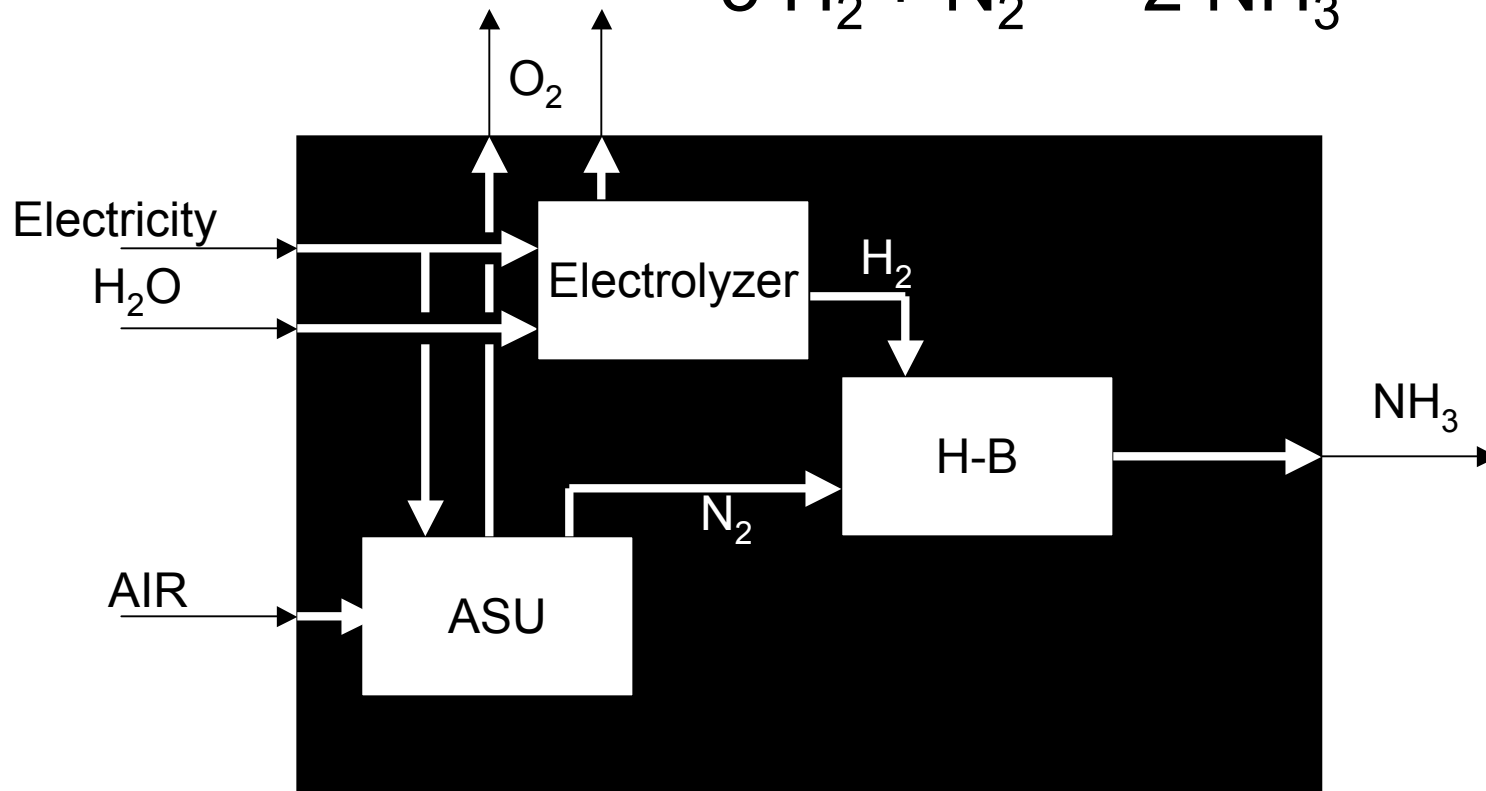 3 H₂ + N₂ → 2 NH₃
O₂
Electricity
H₂O
Electrolyzer
H₂
NH₃
H-B
N₂
AIR
ASU